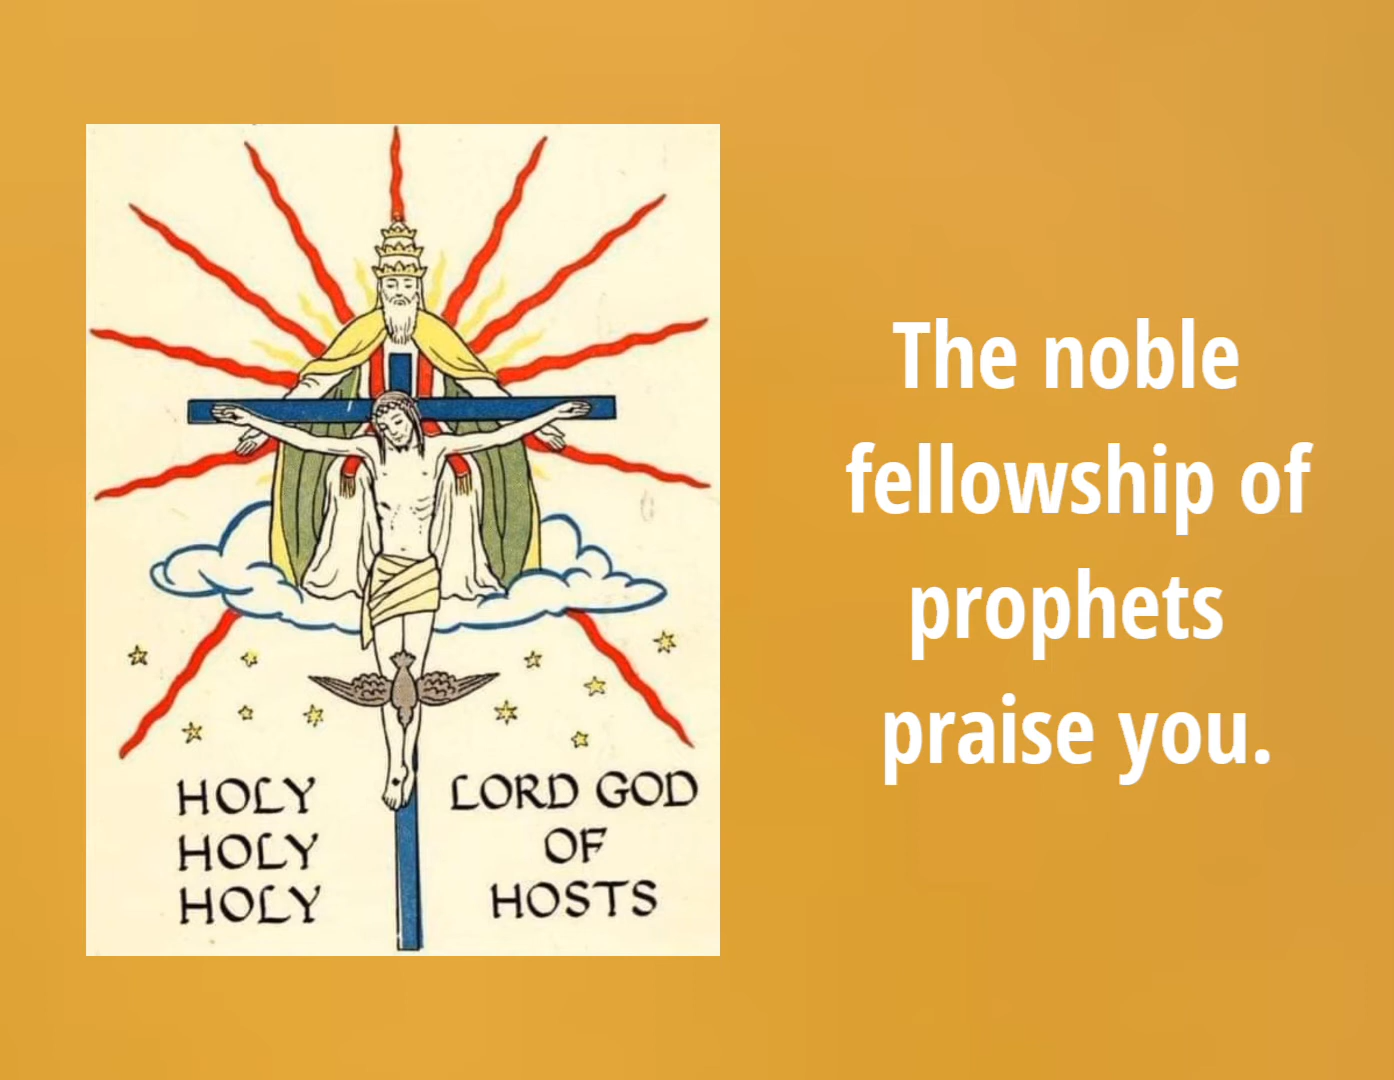 HOLY
HOLY
HOLY
LORD GOD
OF
HOSTS
The noble
fellowship of
prophets
praise you.